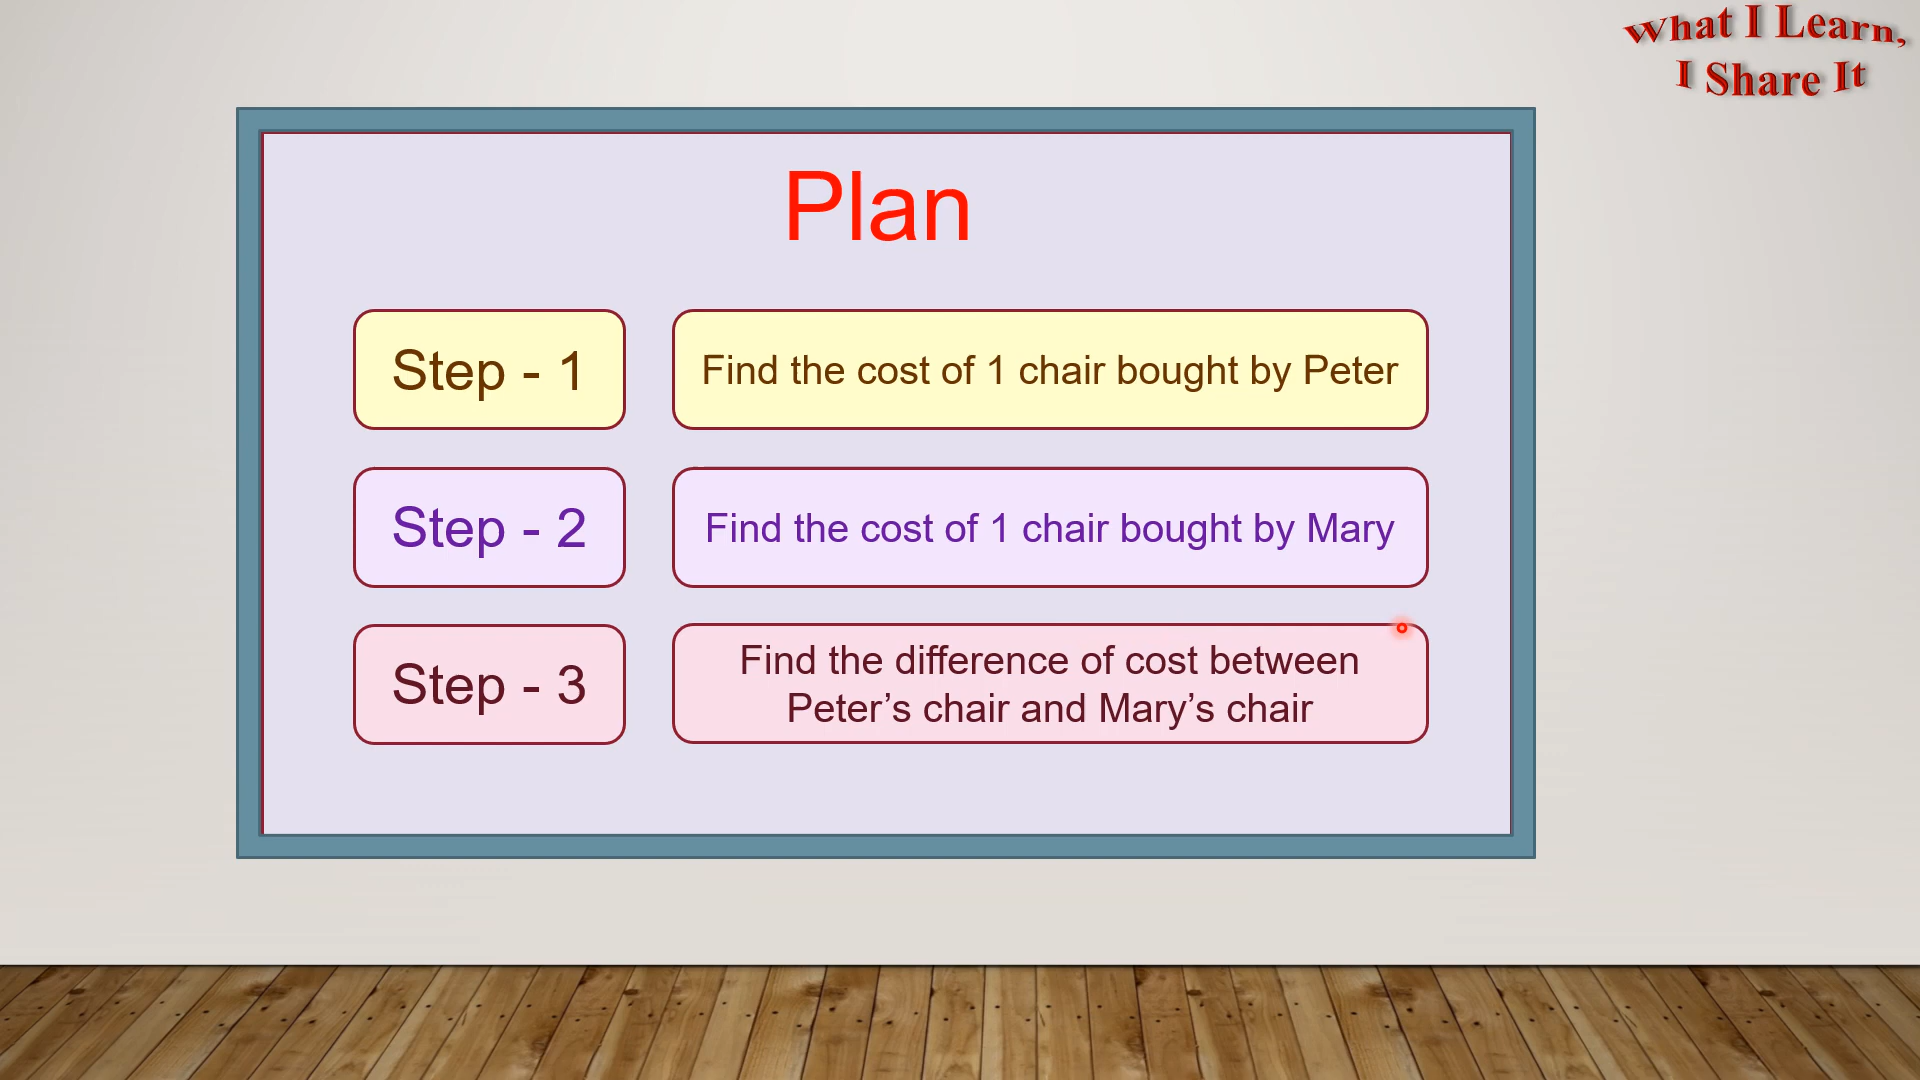 What I Learn,
I Share It
Plan
Step - 1
Find the cost of 1 chair bought by Peter
Step - 2
Find the cost of 1 chair bought by Mary
Step - 3
Find the difference of cost between
Peter’s chair and Mary’s chair